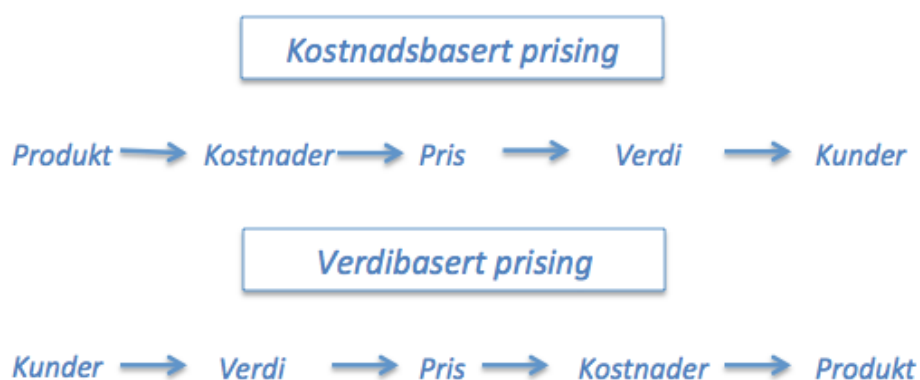 Kostnadsbasert prising
Produkt Kostnader Pris Verdi Kunder
Verdibasert prising
Kunder Verdi Pris Kostnader Produkt